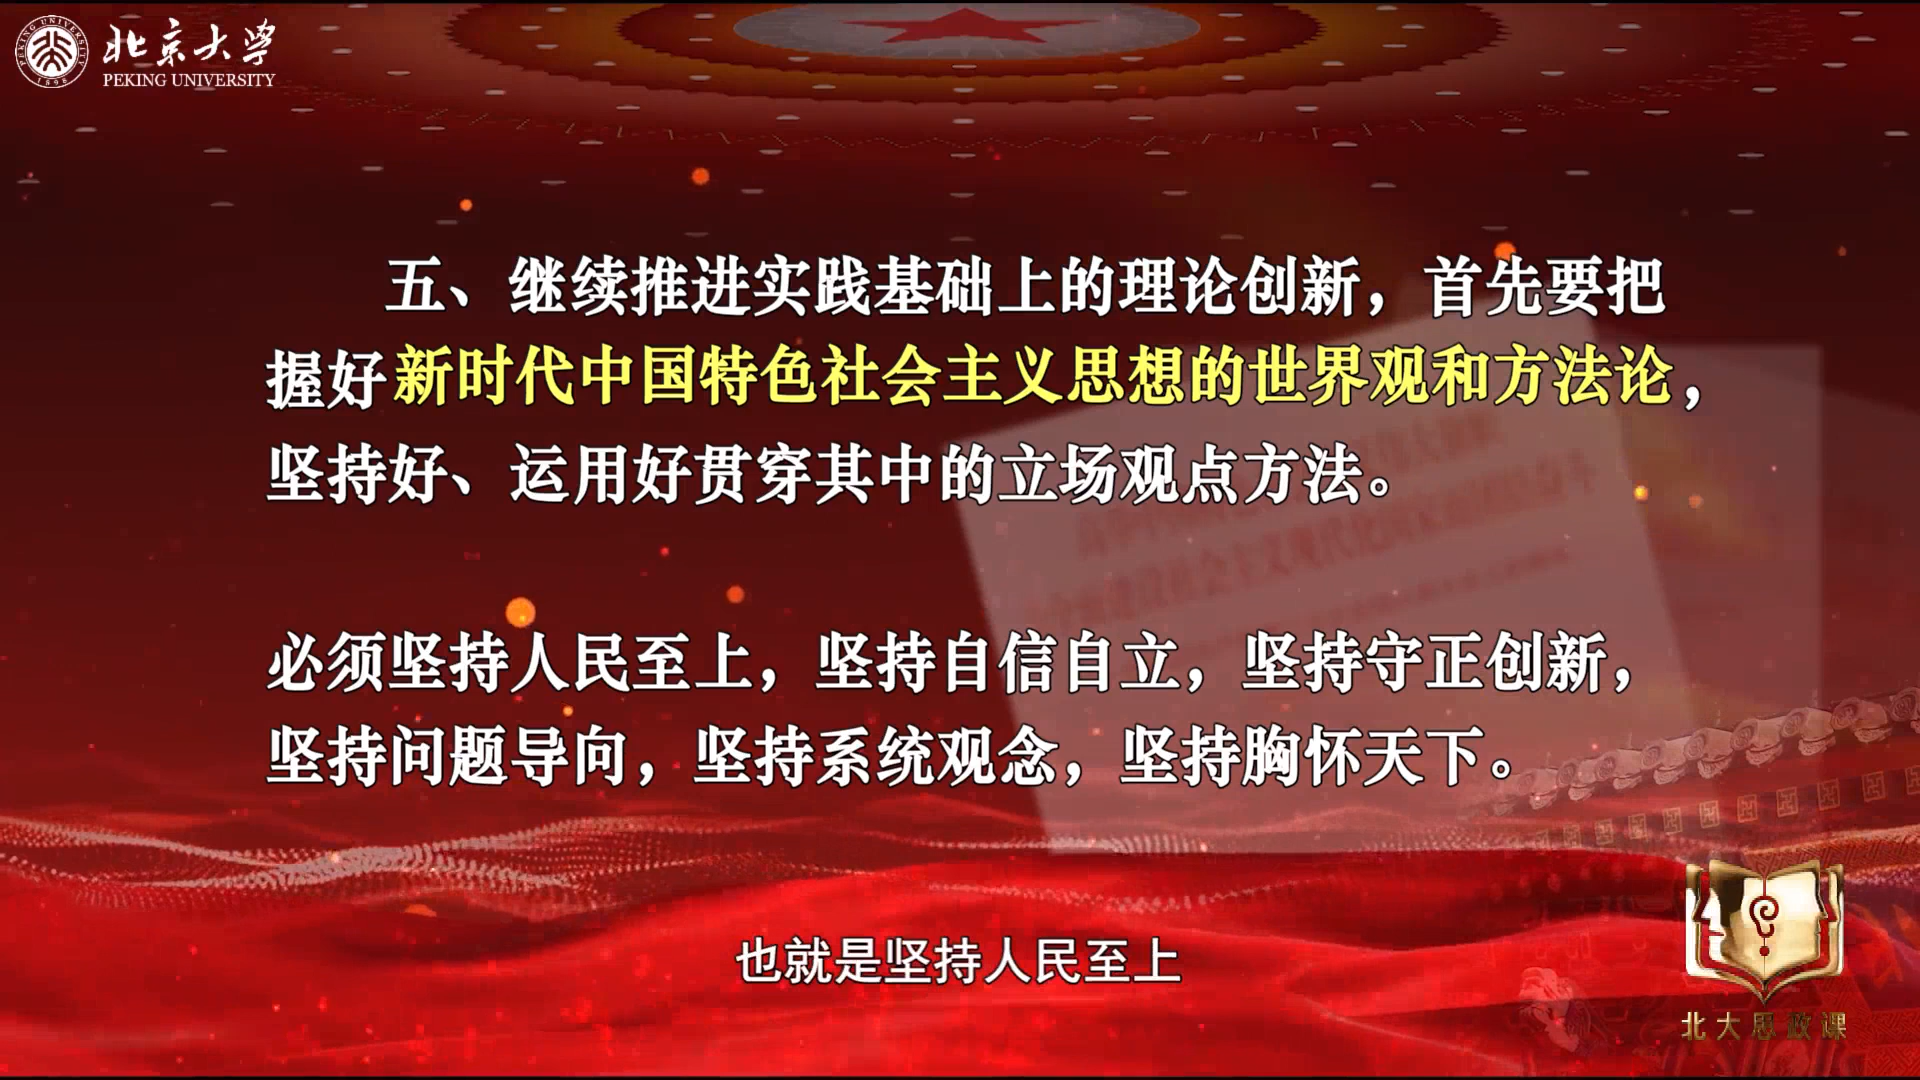 北京大学
PEKING UNIVERSITY
五、继续推进实践基础上的理论创新，首先要把
握好新时代中国特色社会主义思想的世界观和方法论，
坚持好、运用好贯穿其中的立场观点方法。
必须坚持人民至上，坚持自信自立，坚持守正创新，
坚持问题导向，坚持系统观念，坚持胸怀天下。
也就是坚持人民至上
北大思政课